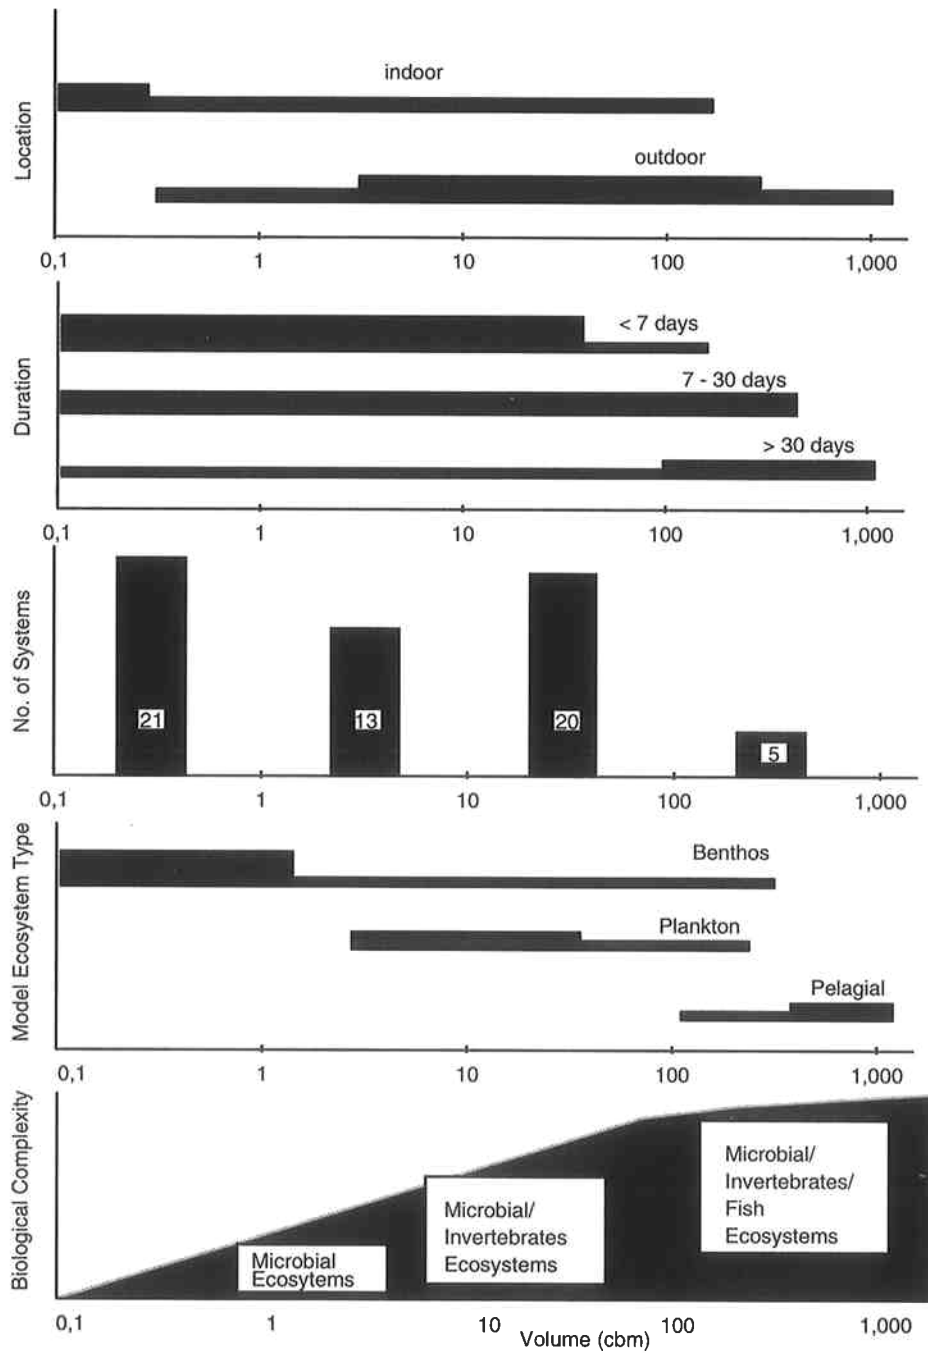 Location
indoor
outdoor
0,1 1 10 100 1,000
Duration
< 7 days
7 - 30 days
> 30 days
0,1 1 10 100 1,000
No. of Systems
21 13 20 5
0,1 1 10 100 1,000
Model Ecosystem Type
Benthos
Plankton
Pelagial
0,1 1 10 100 1,000
Biological Complexity
Microbial
Ecosytems
Microbial/
Invertebrates
Ecosystems
Microbial/
Invertebrates/
Fish
Ecosystems
0,1 1 10 100 1,000
Volume (cbm)